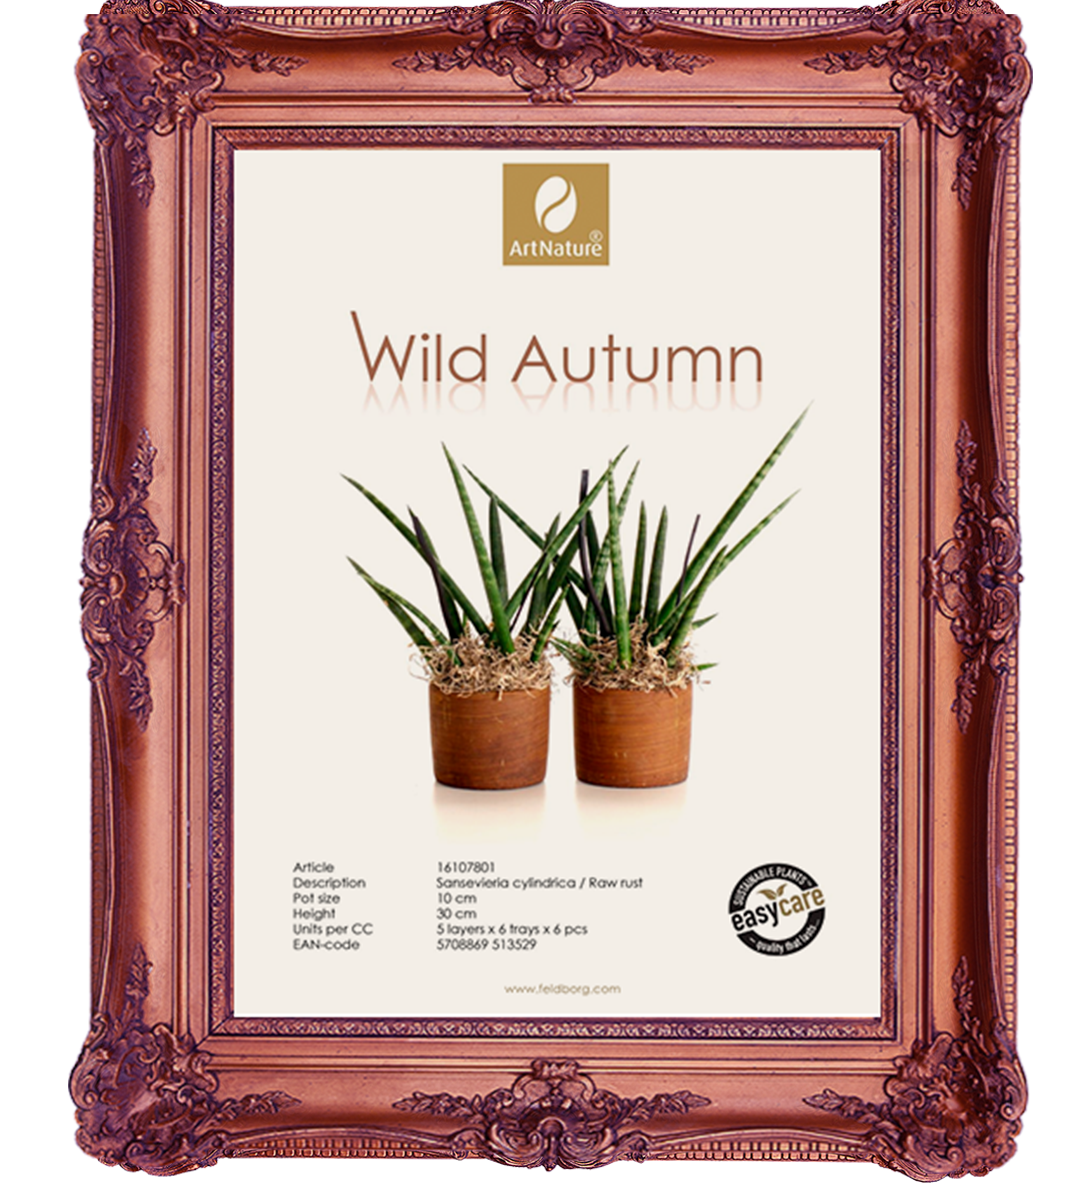 ArtNature®
Wild Autumn
Article 16107801
Description Sansevieria cylindrica / Raw rust
Pot size 10 cm
Height 30 cm
Units per CC 5 layers x 6 trays x 6 pcs
EAN-code 5708869 513529
SUSTAINABLE PLANTS
easycare
– quality that lasts...
www.feldborg.com